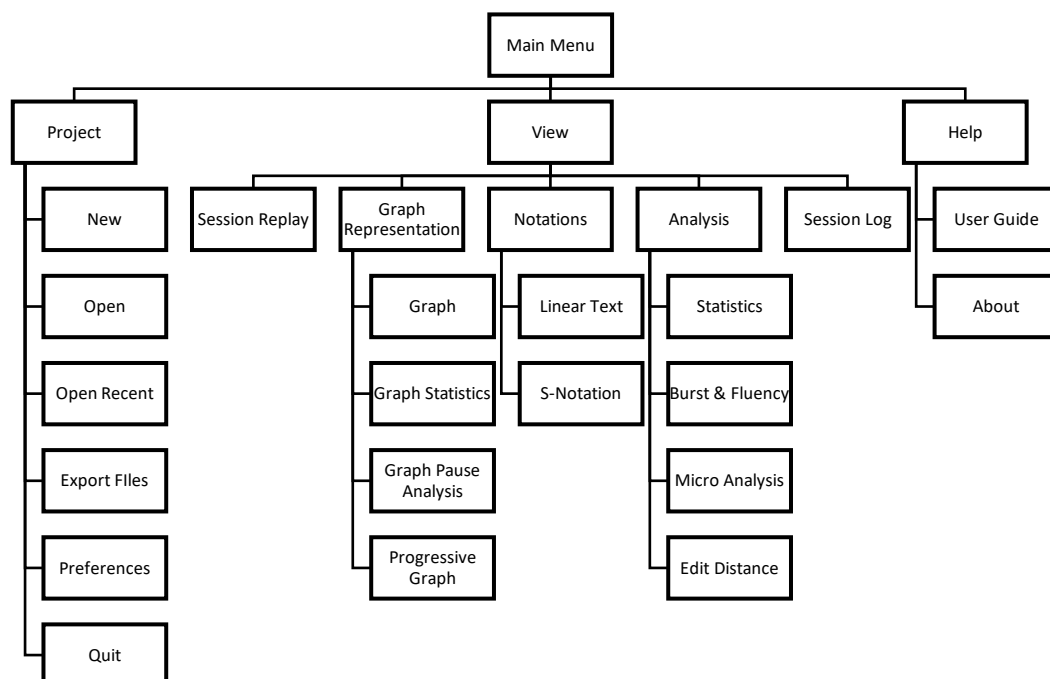 Main Menu
Project
View
Help
New
Open
Open Recent
Export FIles
Preferences
Quit
Session Replay
Graph
Representation
Graph
Graph Statistics
Graph Pause
Analysis
Progressive
Graph
Notations
Linear Text
S-Notation
Analysis
Statistics
Burst & Fluency
Micro Analysis
Edit Distance
Session Log
User Guide
About